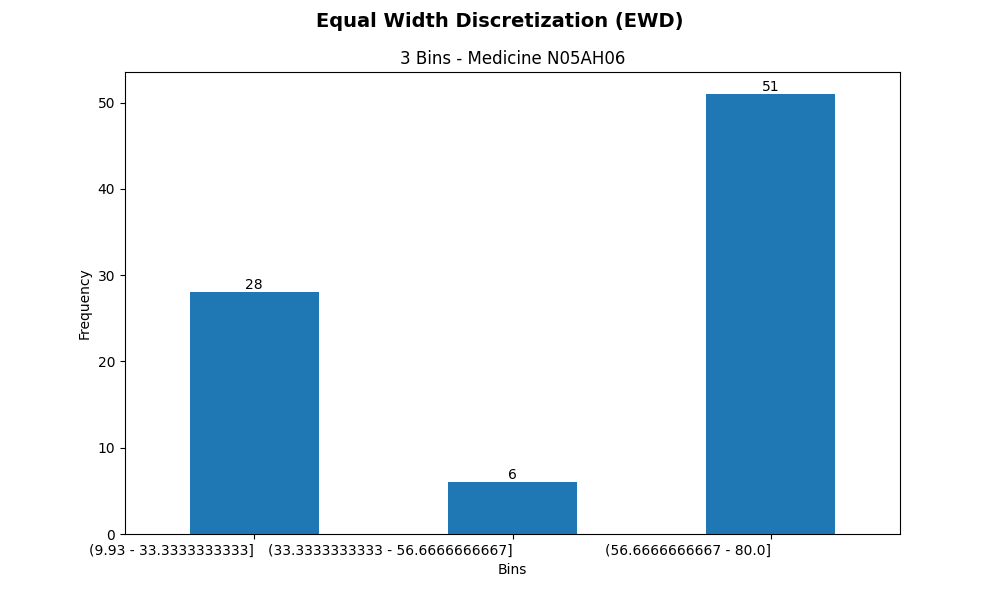 Equal Width Discretization (EWD)
3 Bins - Medicine N05AH06
51
50
40
30
28
20
10
6
0
Frequency
(9.93 - 33.3333333333] (33.3333333333 - 56.6666666667] (56.6666666667 - 80.0]
Bins